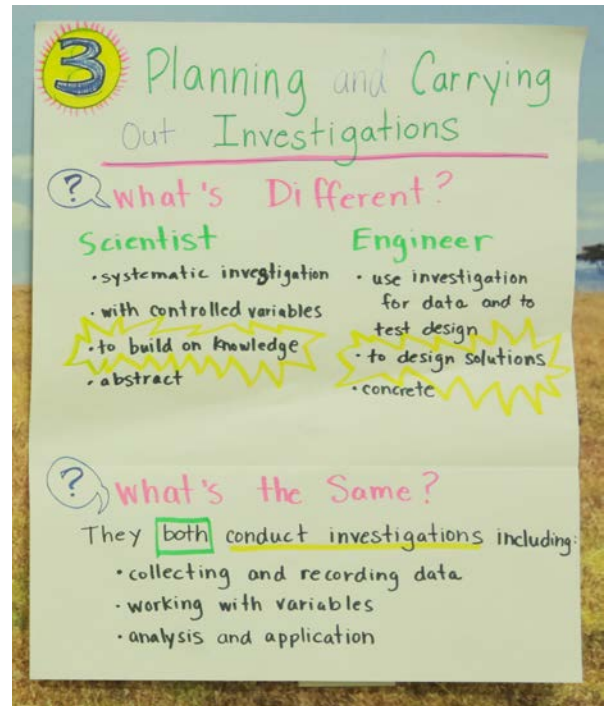 3 Planning and Carrying
Out Investigations
? What's Different?
Scientist
• systematic investigation
• with controlled variables
• to build on knowledge
• abstract
Engineer
• use investigation
for data and to
test design
• to design solutions
• concrete
? What's the Same?
They both conduct investigations including:
• collecting and recording data
• working with variables
• analysis and application